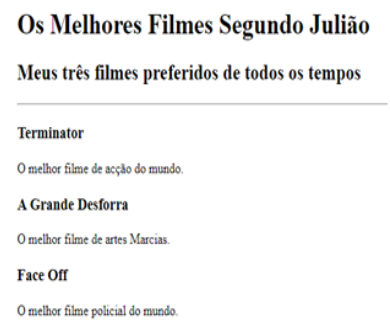 Os Melhores Filmes Segundo Julião
Meus três filmes preferidos de todos os tempos
Terminator
O melhor filme de acção do mundo.
A Grande Desforra
O melhor filme de artes Marcias.
Face Off
O melhor filme policial do mundo.